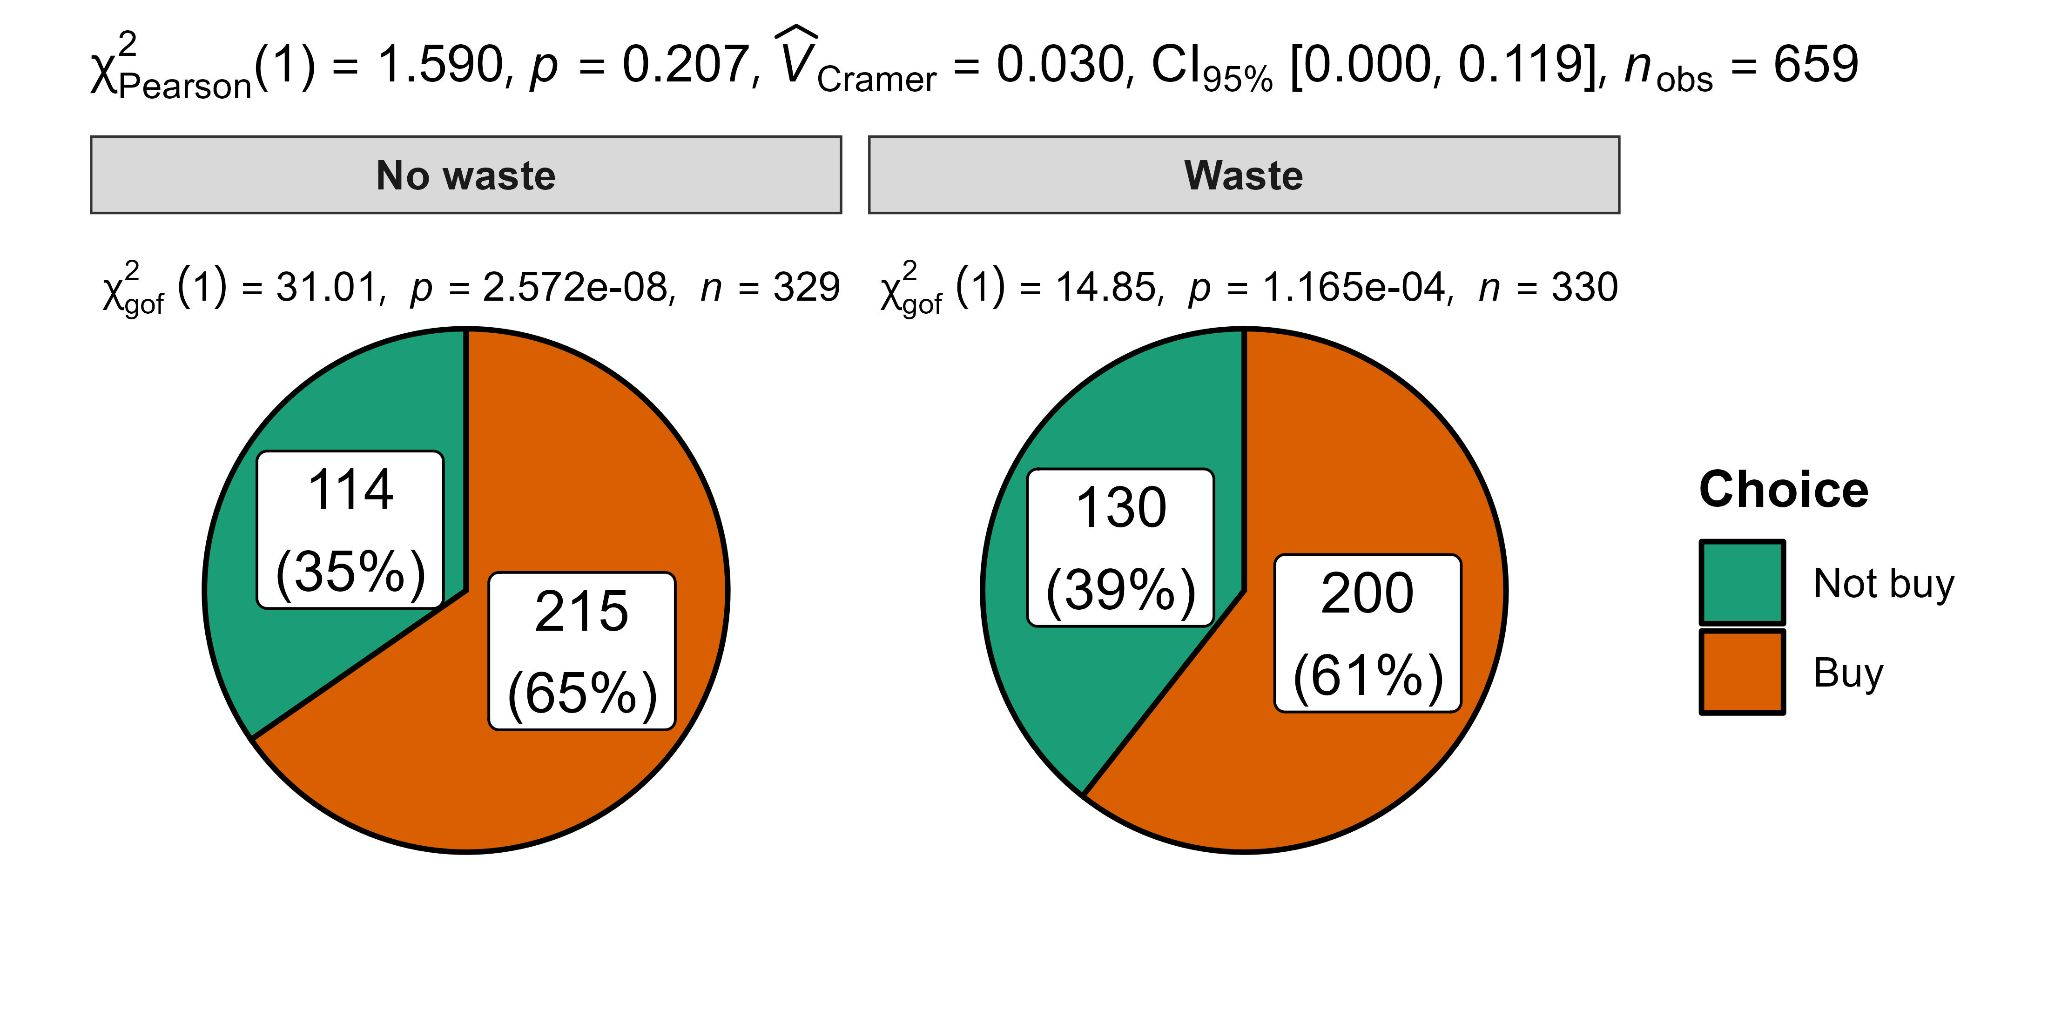 χ²Pearson(1) = 1.590, p = 0.207, V̂Cramer = 0.030, CI95% [0.000, 0.119], nobs = 659
No waste
Waste
χ²gof (1) = 31.01, p = 2.572e-08, n = 329
χ²gof (1) = 14.85, p = 1.165e-04, n = 330
114
(35%)
215
(65%)
130
(39%)
200
(61%)
Choice
Not buy
Buy